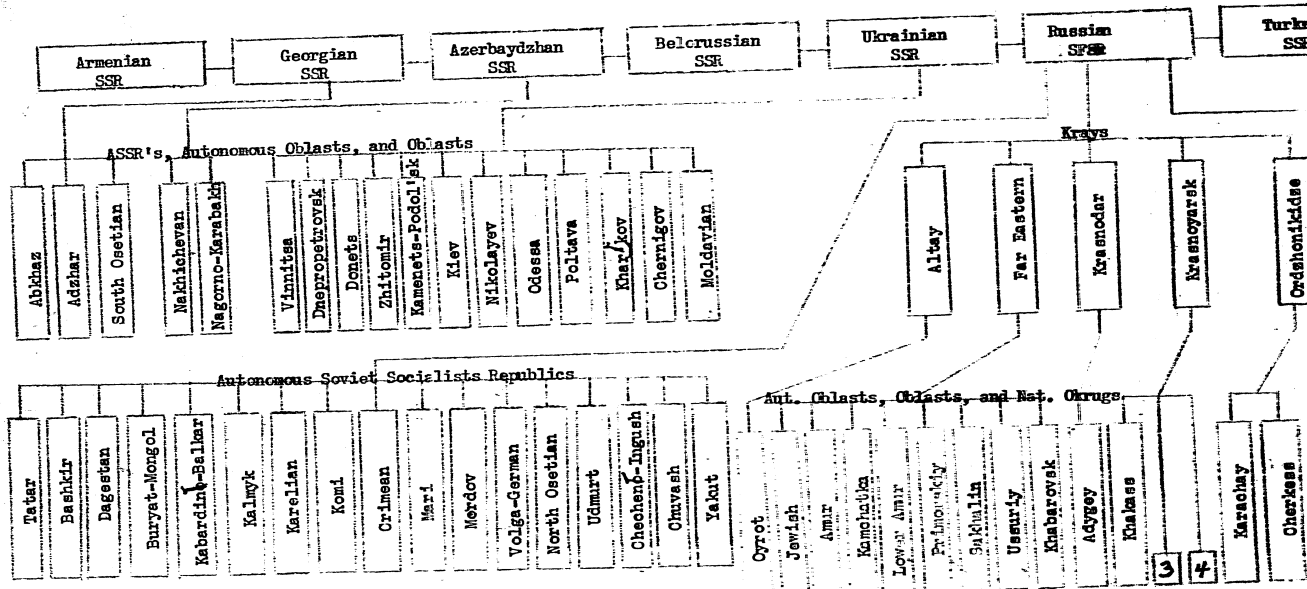 Armenian
SSR
Georgian
SSR
Azerbaydzhan
SSR
Belcrussian
SSR
Ukrainian
SSR
Russian
SFSR
Turk
SS
ASSR's, Autonomous Oblasts, and Oblasts
Krays
Abkhaz
Adzhar
South Osetian
Nakhichevan
Nagorno-Karabakh
Vinnitsa
Dnepropetrovsk
Donets
Zhitomir
Kamenets-Podol'sk
Kiev
Nikolayev
Odessa
Poltava
Khar'kov
Chernigov
Moldavian
Altay
Far Eastern
Krasnodar
Krasnoyarsk
Ordzhonikidze
Autonomous Soviet Socialists Republics
Aut. Oblasts, Oblasts, and Nat. Okrugs
Tatar
Bashkir
Dagestan
Buryat-Mongol
Kabardino-Balkar
Kalmyk
Karelian
Komi
Crimean
Mari
Mordov
Volga-German
North Osetian
Udmurt
Checheno-Ingush
Chuvash
Yakut
Oyrot
Jewish
Amur
Kamchatka
Lower Amur
Primorskiy
Sakhalin
Ussuriy
Khabarovsk
Adygey
Khakass
3
4
Karachay
Cherkess